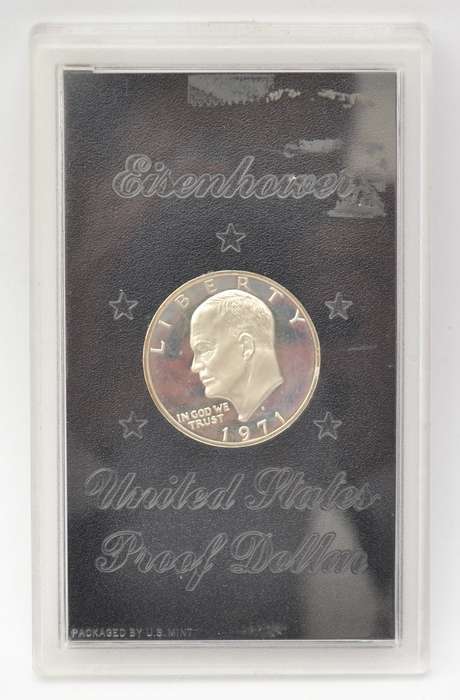 Eisenhower
LIBERTY
IN GOD WE
TRUST
1971
United States
Proof Dollar
PACKAGED BY U.S. MINT